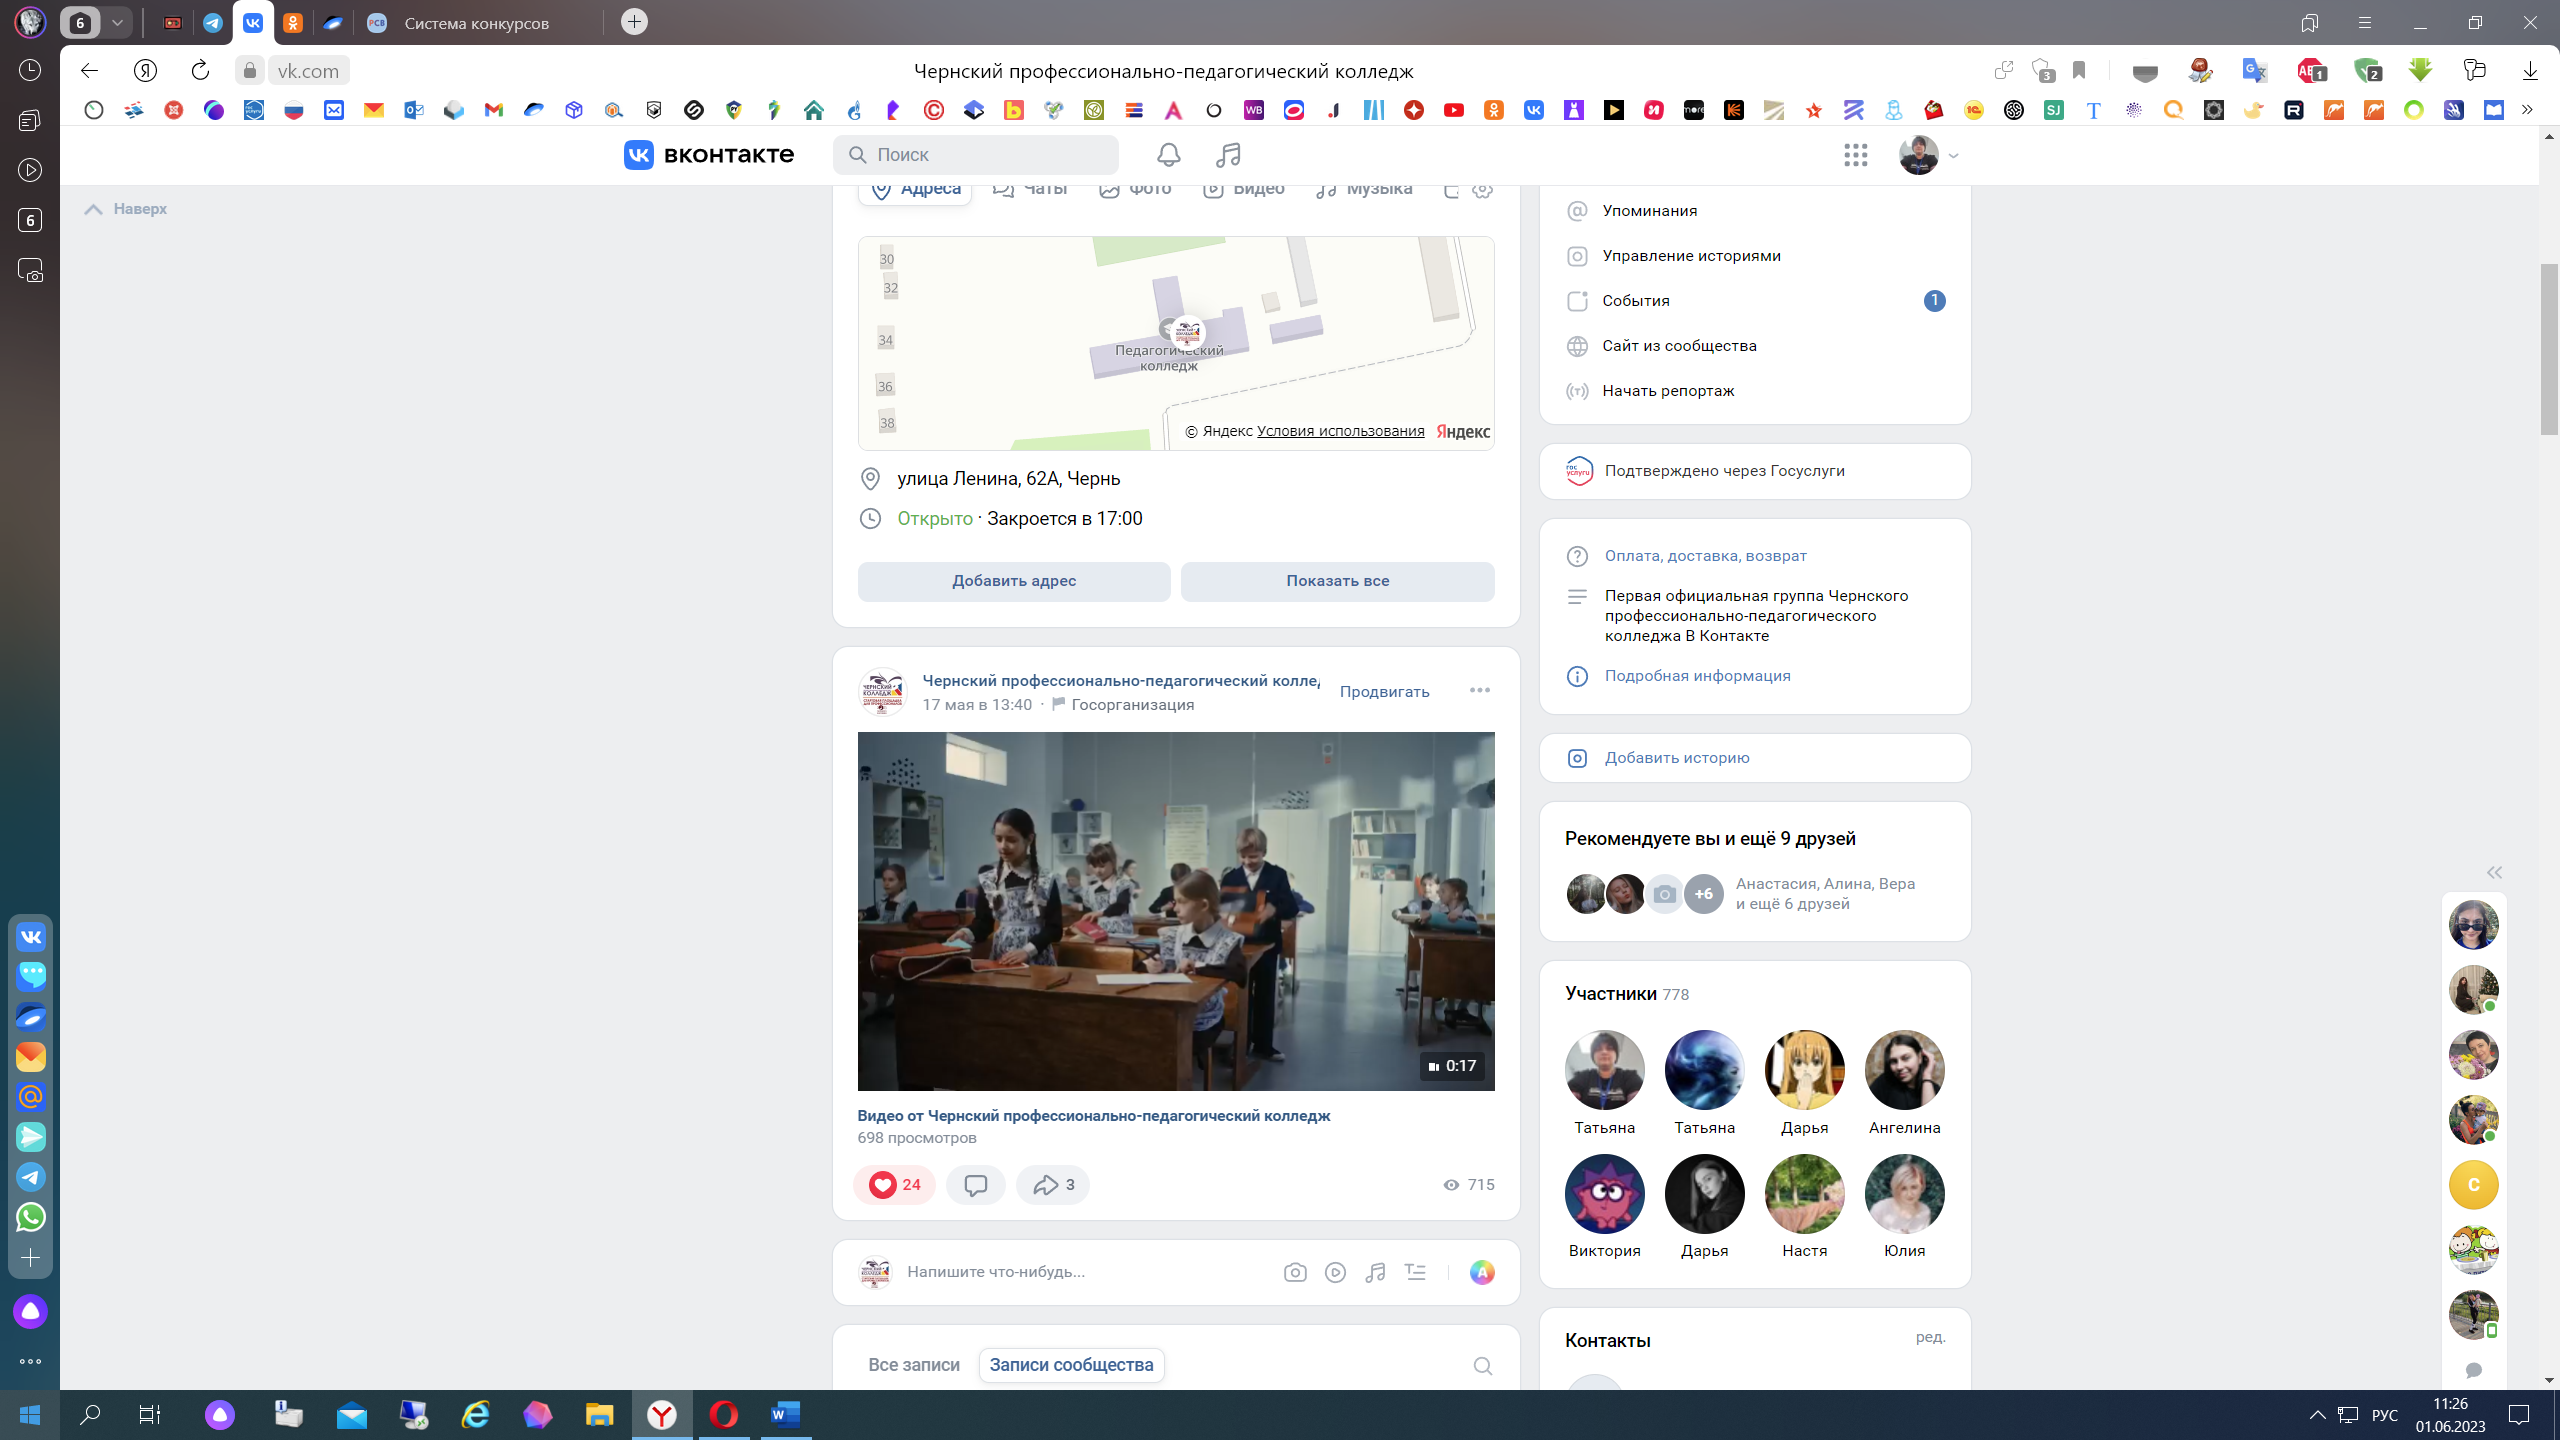 6
Система конкурсов
vk.com
Чернский профессионально-педагогический колледж
3
1
2
вконтакте
Поиск
6
Наверх
Адреса
Чаты
Фото
Видео
Музыка
30
32
34
36
38
Педагогический
колледж
© Яндекс Условия использования
Яндекс
улица Ленина, 62А, Чернь
Открыто · Закроется в 17:00
Добавить адрес
Показать все
Чернский профессионально-педагогический коллед
17 мая в 13:40 · Госорганизация
Продвигать
0:17
Видео от Чернский профессионально-педагогический колледж
698 просмотров
24
3
715
Напишите что-нибудь...
Все записи
Записи сообщества
Упоминания
Управление историями
События
1
Сайт из сообщества
Начать репортаж
Подтверждено через Госуслуги
Оплата, доставка, возврат
Первая официальная группа Чернского
профессионально-педагогического
колледжа В Контакте
Подробная информация
Добавить историю
Рекомендуете вы и ещё 9 друзей
+6
Анастасия, Алина, Вера
и ещё 6 друзей
Участники 778
Татьяна
Татьяна
Дарья
Ангелина
Виктория
Дарья
Настя
Юлия
Контакты
ред.
C
РУС
11:26
01.06.2023